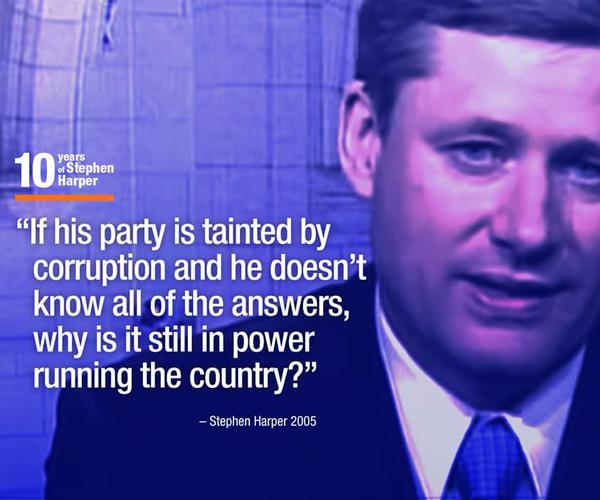 10 years
of Stephen
Harper
“If his party is tainted by
corruption and he doesn’t
know all of the answers,
why is it still in power
running the country?”
– Stephen Harper 2005